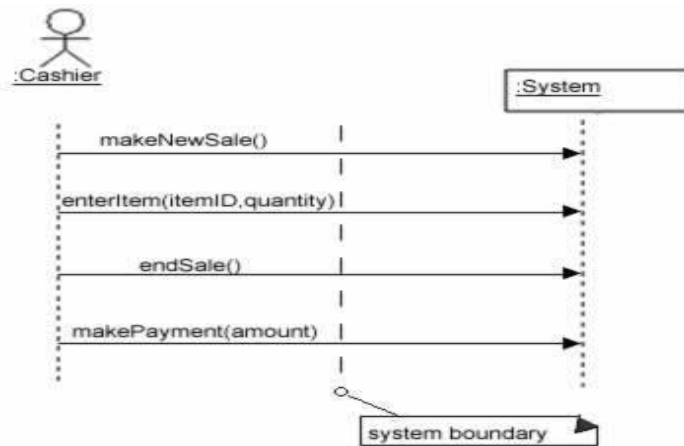 :Cashier
:System
makeNewSale()
enterItem(itemID,quantity)
endSale()
makePayment(amount)
system boundary